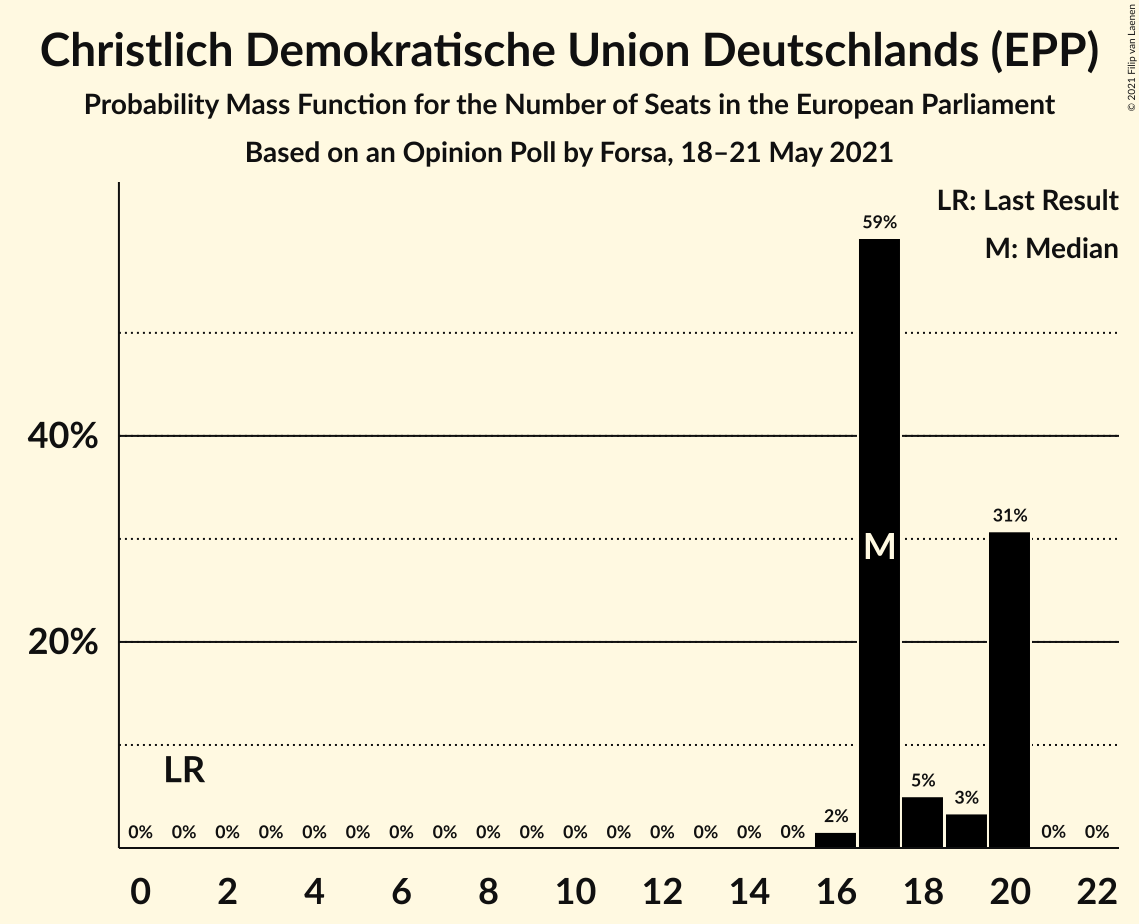 Christlich Demokratische Union Deutschlands (EPP)
Probability Mass Function for the Number of Seats in the European Parliament
Based on an Opinion Poll by Forsa, 18–21 May 2021
© 2021 Filip van Laenen
LR: Last Result
M: Median
59%
40%
31%
M
20%
LR
0% 0% 0% 0% 0% 0% 0% 0% 0% 0% 0% 0% 0% 0% 0% 0% 2% 5% 3% 0% 0%
0 2 4 6 8 10 12 14 16 18 20 22